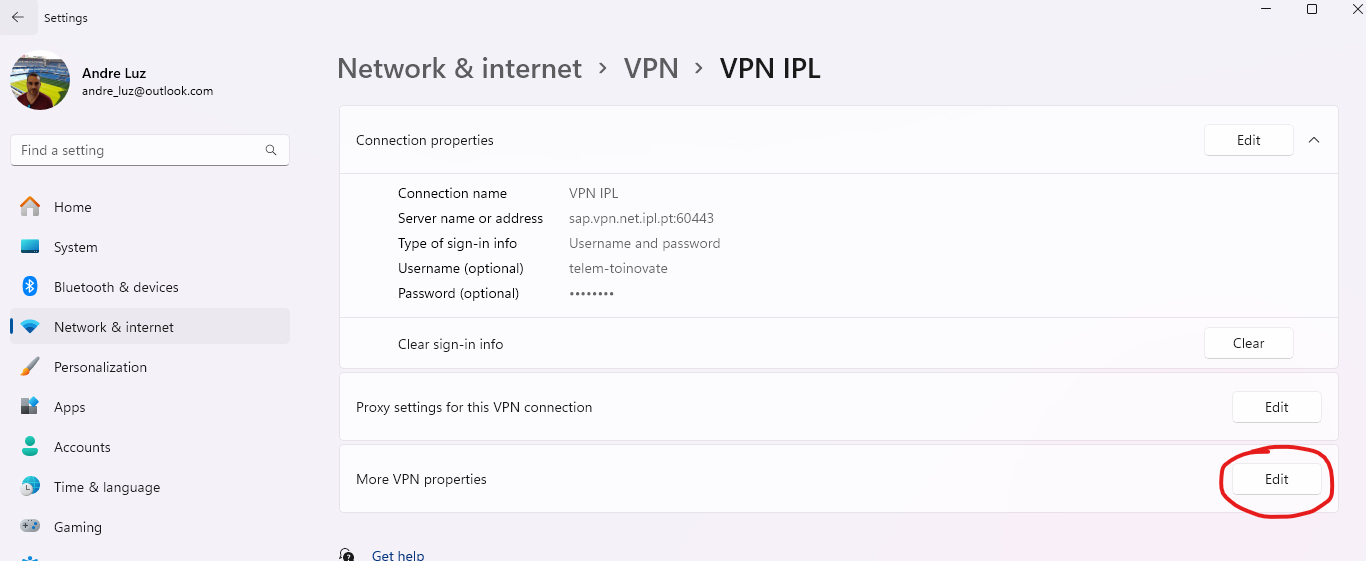 Settings
Andre Luz
andre_luz@outlook.com
Find a setting
Home
System
Bluetooth & devices
Network & internet
Personalization
Apps
Accounts
Time & language
Gaming
Network & internet > VPN > VPN IPL
Connection properties
Edit
Connection name VPN IPL
Server name or address sap.vpn.net.ipl.pt:60443
Type of sign-in info Username and password
Username (optional) telem-toinovate
Password (optional) ••••••••
Clear sign-in info
Clear
Proxy settings for this VPN connection
Edit
More VPN properties
Edit
Get help